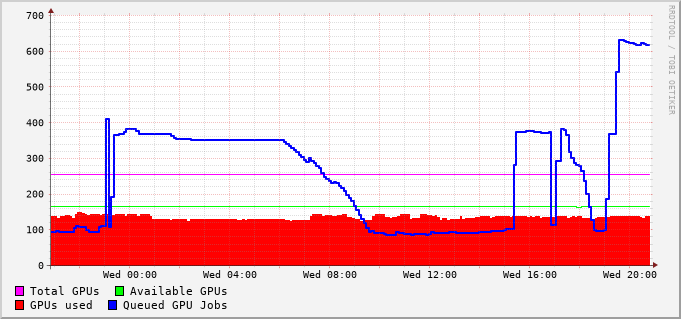 RRDTOOL / TOBI OETIKER
700
600
500
400
300
200
100
0
Wed 00:00 Wed 04:00 Wed 08:00 Wed 12:00 Wed 16:00 Wed 20:00
Total GPUs Available GPUs
GPUs used Queued GPU Jobs